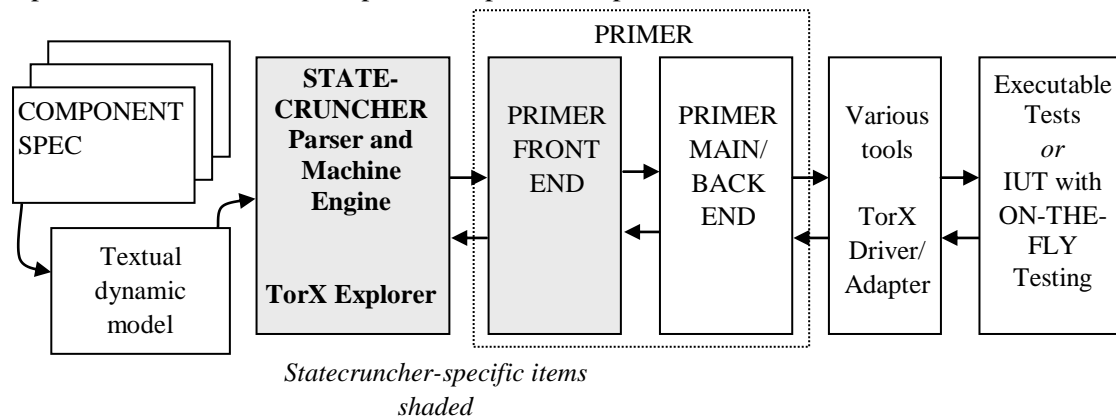 PRIMER
COMPONENT
SPEC
Textual
dynamic
model
STATE-
CRUNCHER
Parser and
Machine
Engine
TorX Explorer
PRIMER
FRONT
END
PRIMER
MAIN/
BACK
END
Various
tools
TorX
Driver/
Adapter
Executable
Tests
or
IUT with
ON-THE-
FLY
Testing
Statecruncher-specific items
shaded